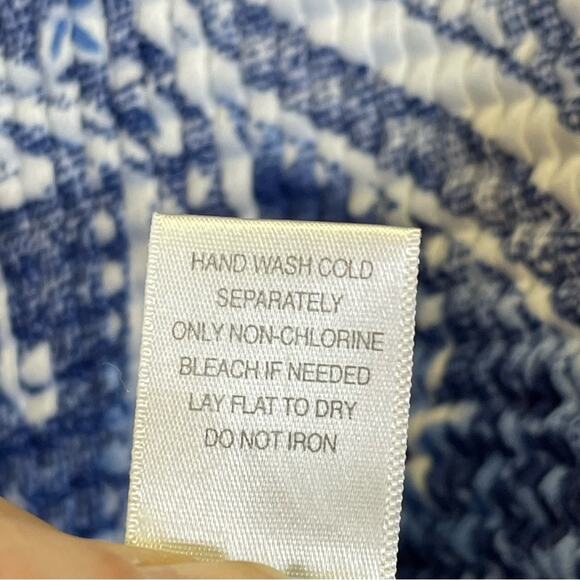 HAND WASH COLD
SEPARATELY
ONLY NON-CHLORINE
BLEACH IF NEEDED
LAY FLAT TO DRY
DO NOT IRON